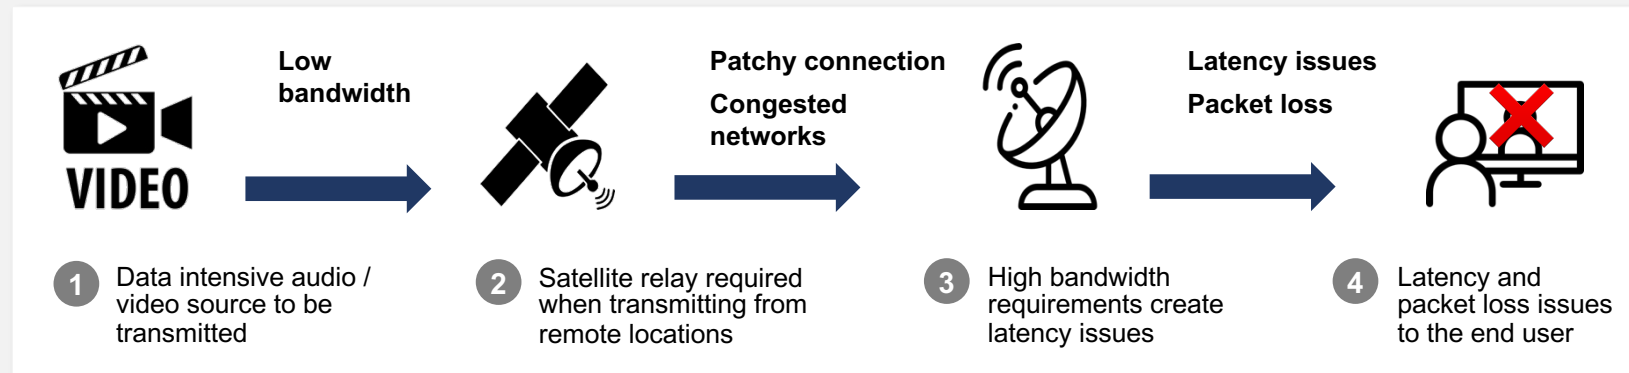 Low
bandwidth
Patchy connection
Congested
networks
Latency issues
Packet loss
VIDEO
1
Data intensive audio /
video source to be
transmitted
2
Satellite relay required
when transmitting from
remote locations
3
High bandwidth
requirements create
latency issues
4
Latency and
packet loss issues
to the end user